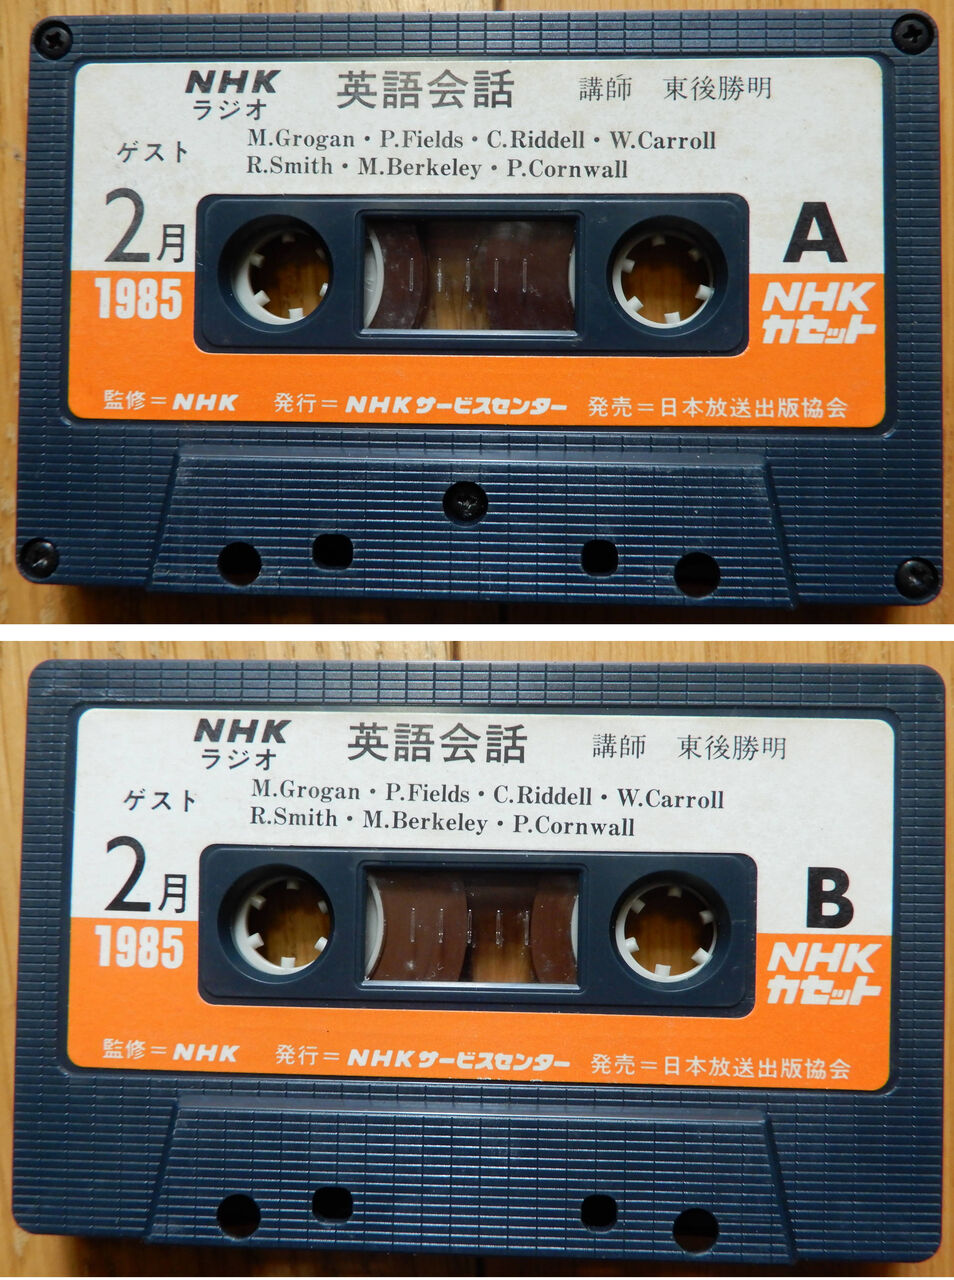 NHK
ラジオ
英語会話
講師 東後勝明
ゲスト
M.Grogan・P.Fields・C.Riddell・W.Carroll
R.Smith・M.Berkeley・P.Cornwall
2月
1985
A
NHK
カセット
監修=NHK 発行=NHKサービスセンター 発売=日本放送出版協会
NHK
ラジオ
英語会話
講師 東後勝明
ゲスト
M.Grogan・P.Fields・C.Riddell・W.Carroll
R.Smith・M.Berkeley・P.Cornwall
2月
1985
B
NHK
カセット
監修=NHK 発行=NHKサービスセンター 発売=日本放送出版協会